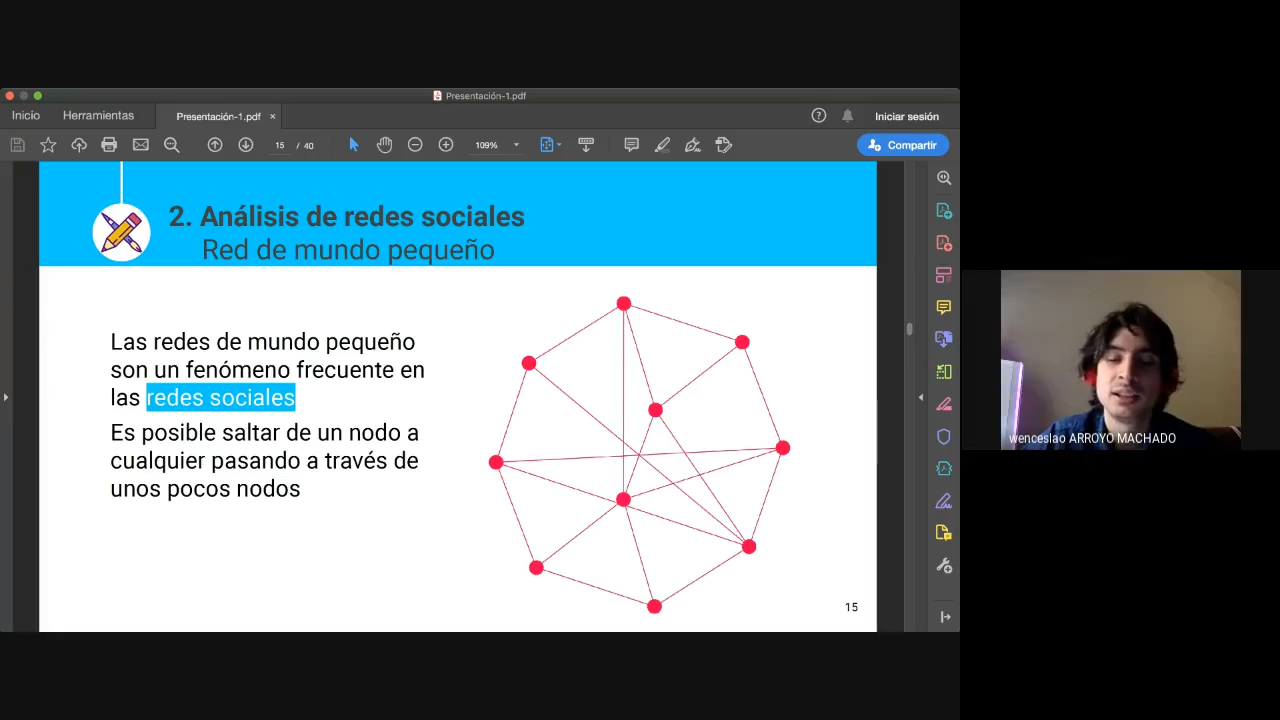 Presentación-1.pdf
Inicio
Herramientas
Presentación-1.pdf ×
Iniciar sesión
15 / 40
109%
Compartir
2. Análisis de redes sociales
Red de mundo pequeño
Las redes de mundo pequeño
son un fenómeno frecuente en
las redes sociales
Es posible saltar de un nodo a
cualquier pasando a través de
unos pocos nodos
15
wenceslao ARROYO MACHADO